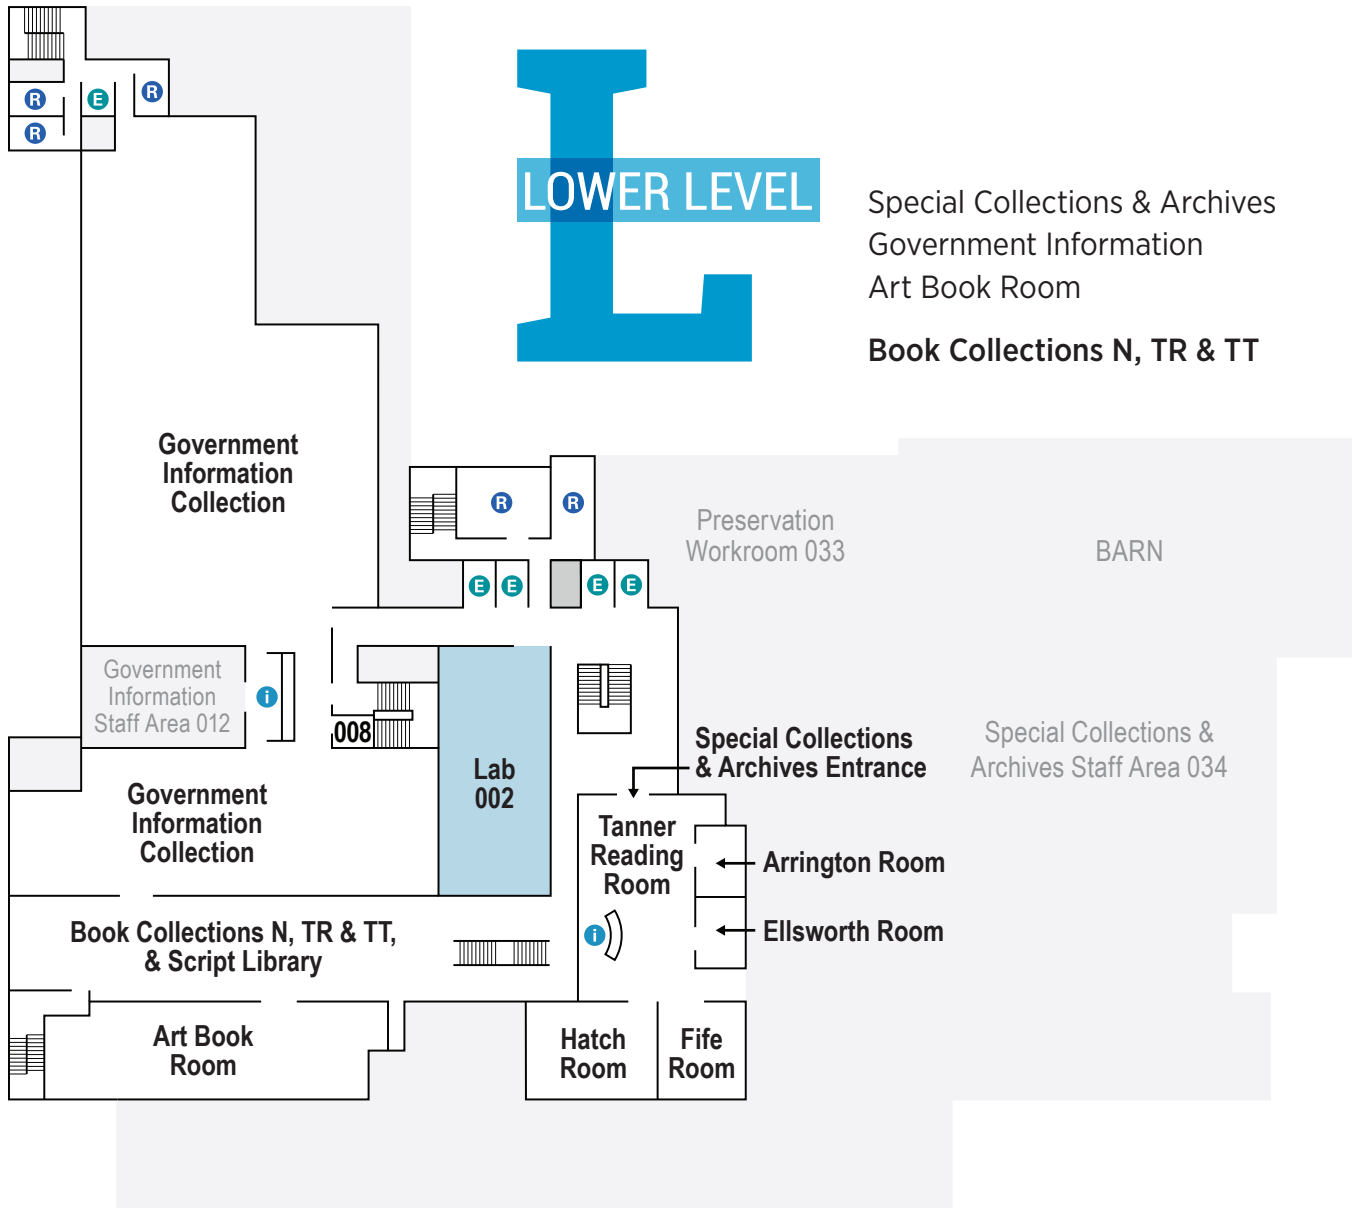 L
LOWER LEVEL
Special Collections & Archives
Government Information
Art Book Room
Book Collections N, TR & TT
R
E
R
R
Government
Information
Collection
R
R
Preservation
Workroom 033
BARN
E
E
E
E
Government
Information
Staff Area 012
i
008
Lab
002
Special Collections
& Archives Entrance
Special Collections &
Archives Staff Area 034
Government
Information
Collection
Tanner
Reading
Room
Arrington Room
Book Collections N, TR & TT,
& Script Library
i
Ellsworth Room
Art Book
Room
Hatch
Room
Fife
Room